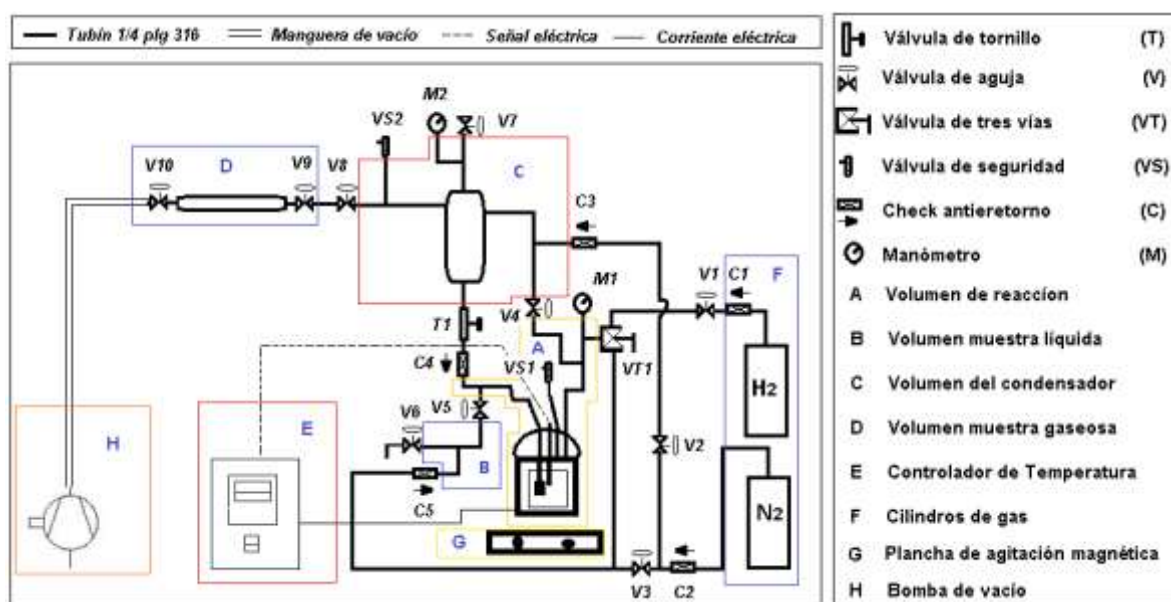 Tubín 1/4 plg 316 Manguera de vacío Señal eléctrica Corriente eléctrica
M2
V7
VS2
V10 D V9 V8
C
C3
M1
V1 C1 F
V4
T1
A
C4
VS1
VT1
H2
V5
V6
V2
H
E
B
N2
C5
G
V3 C2
Válvula de tornillo (T)
Válvula de aguja (V)
Válvula de tres vías (VT)
Válvula de seguridad (VS)
Check antieretorno (C)
Manómetro (M)
A Volumen de reaccíon
B Volumen muestra líquida
C Volumen del condensador
D Volumen muestra gaseosa
E Controlador de Temperatura
F Cilindros de gas
G Plancha de agitación magnética
H Bomba de vacío